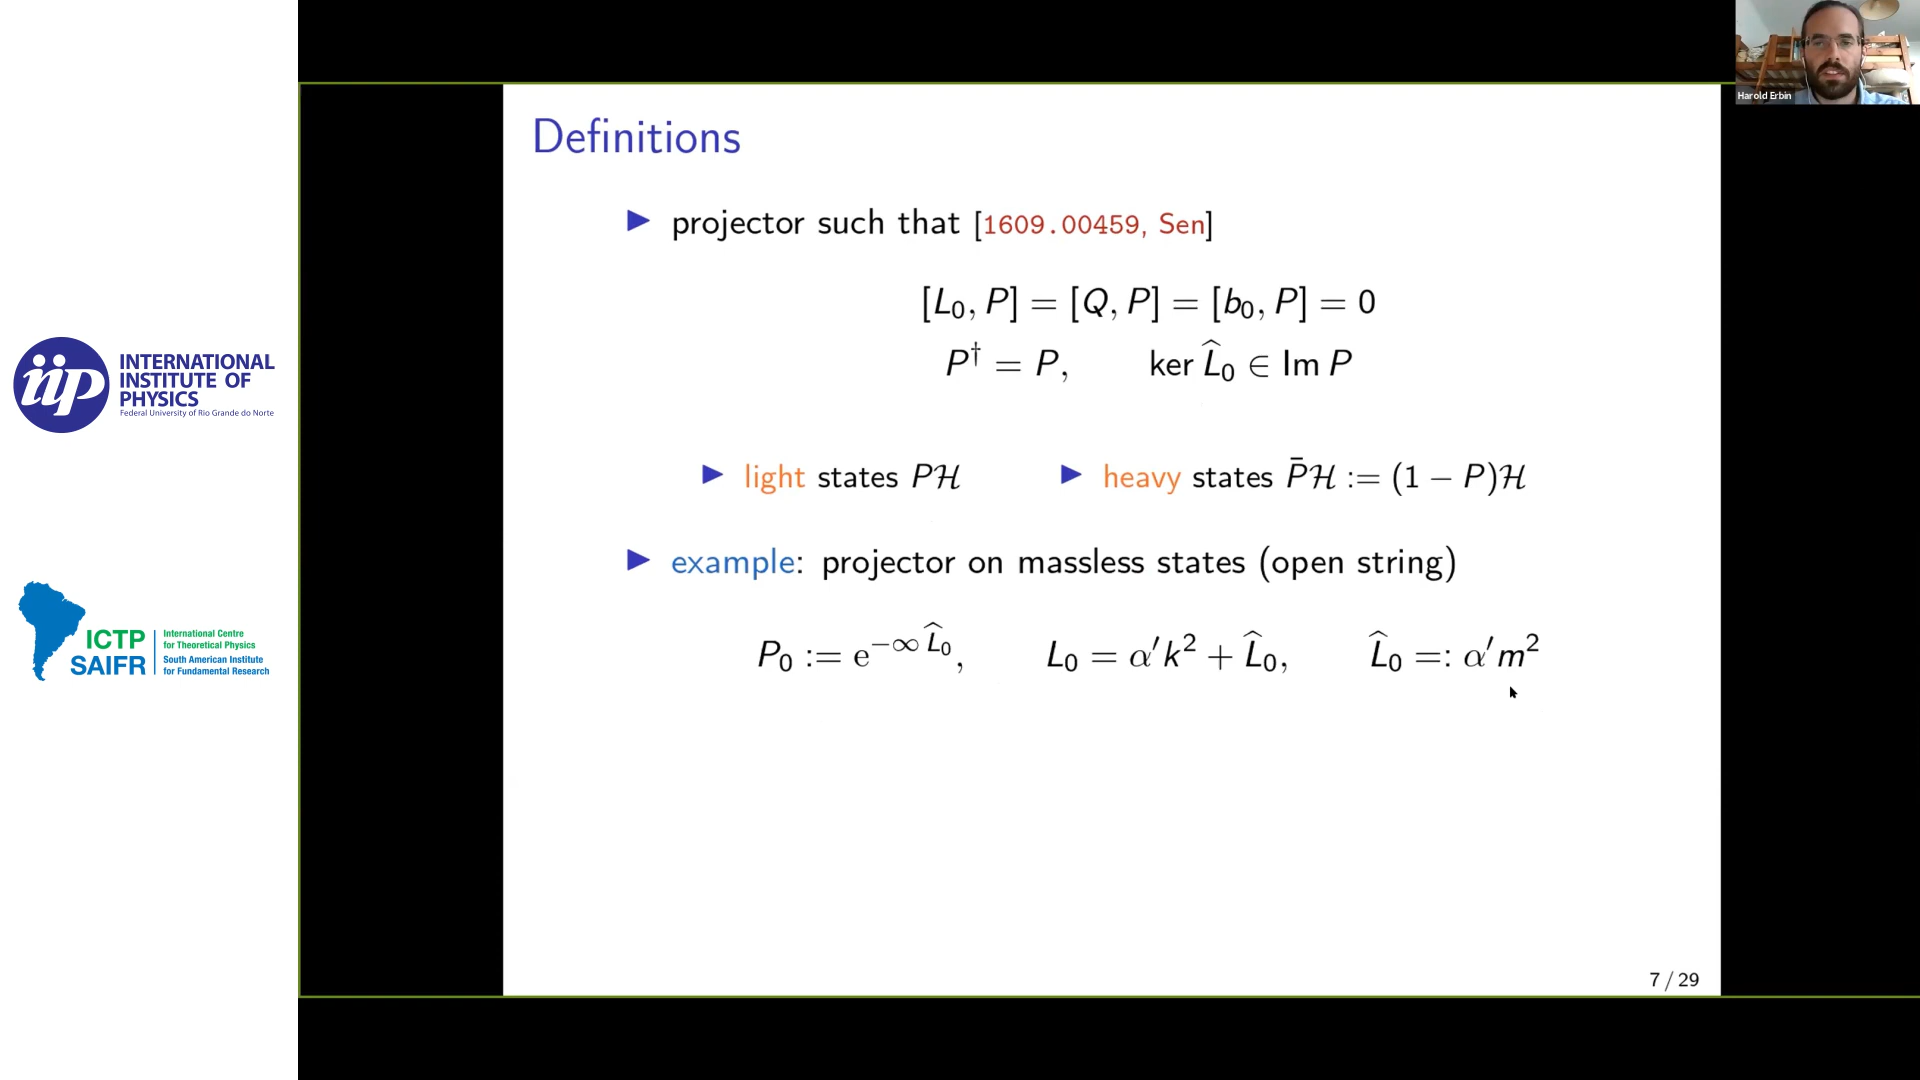 Harold Erbin
Definitions
▶ projector such that [1609.00459, Sen]
[L₀, P] = [Q, P] = [b₀, P] = 0
P† = P, ker L̂₀ ∈ Im P
▶ light states Pℋ ▶ heavy states P̄ℋ := (1 − P)ℋ
▶ example: projector on massless states (open string)
P₀ := e^{−∞ L̂₀}, L₀ = α′k² + L̂₀, L̂₀ =: α′m²
7 / 29
iip
INTERNATIONAL
INSTITUTE OF
PHYSICS
Federal University of Rio Grande do Norte
ICTP
SAIFR
International Centre
for Theoretical Physics
South American Institute
for Fundamental Research